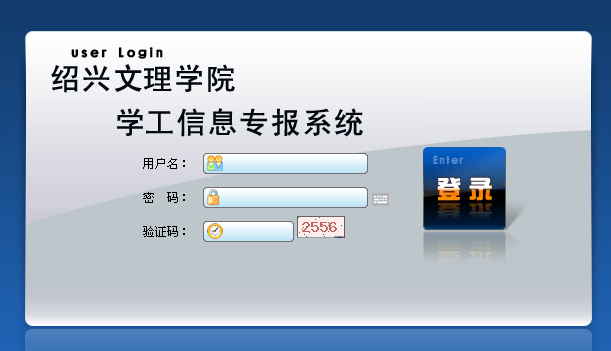 user Login
绍兴文理学院
学工信息专报系统
用户名：
Enter
登录
密 码：
验证码： 2556